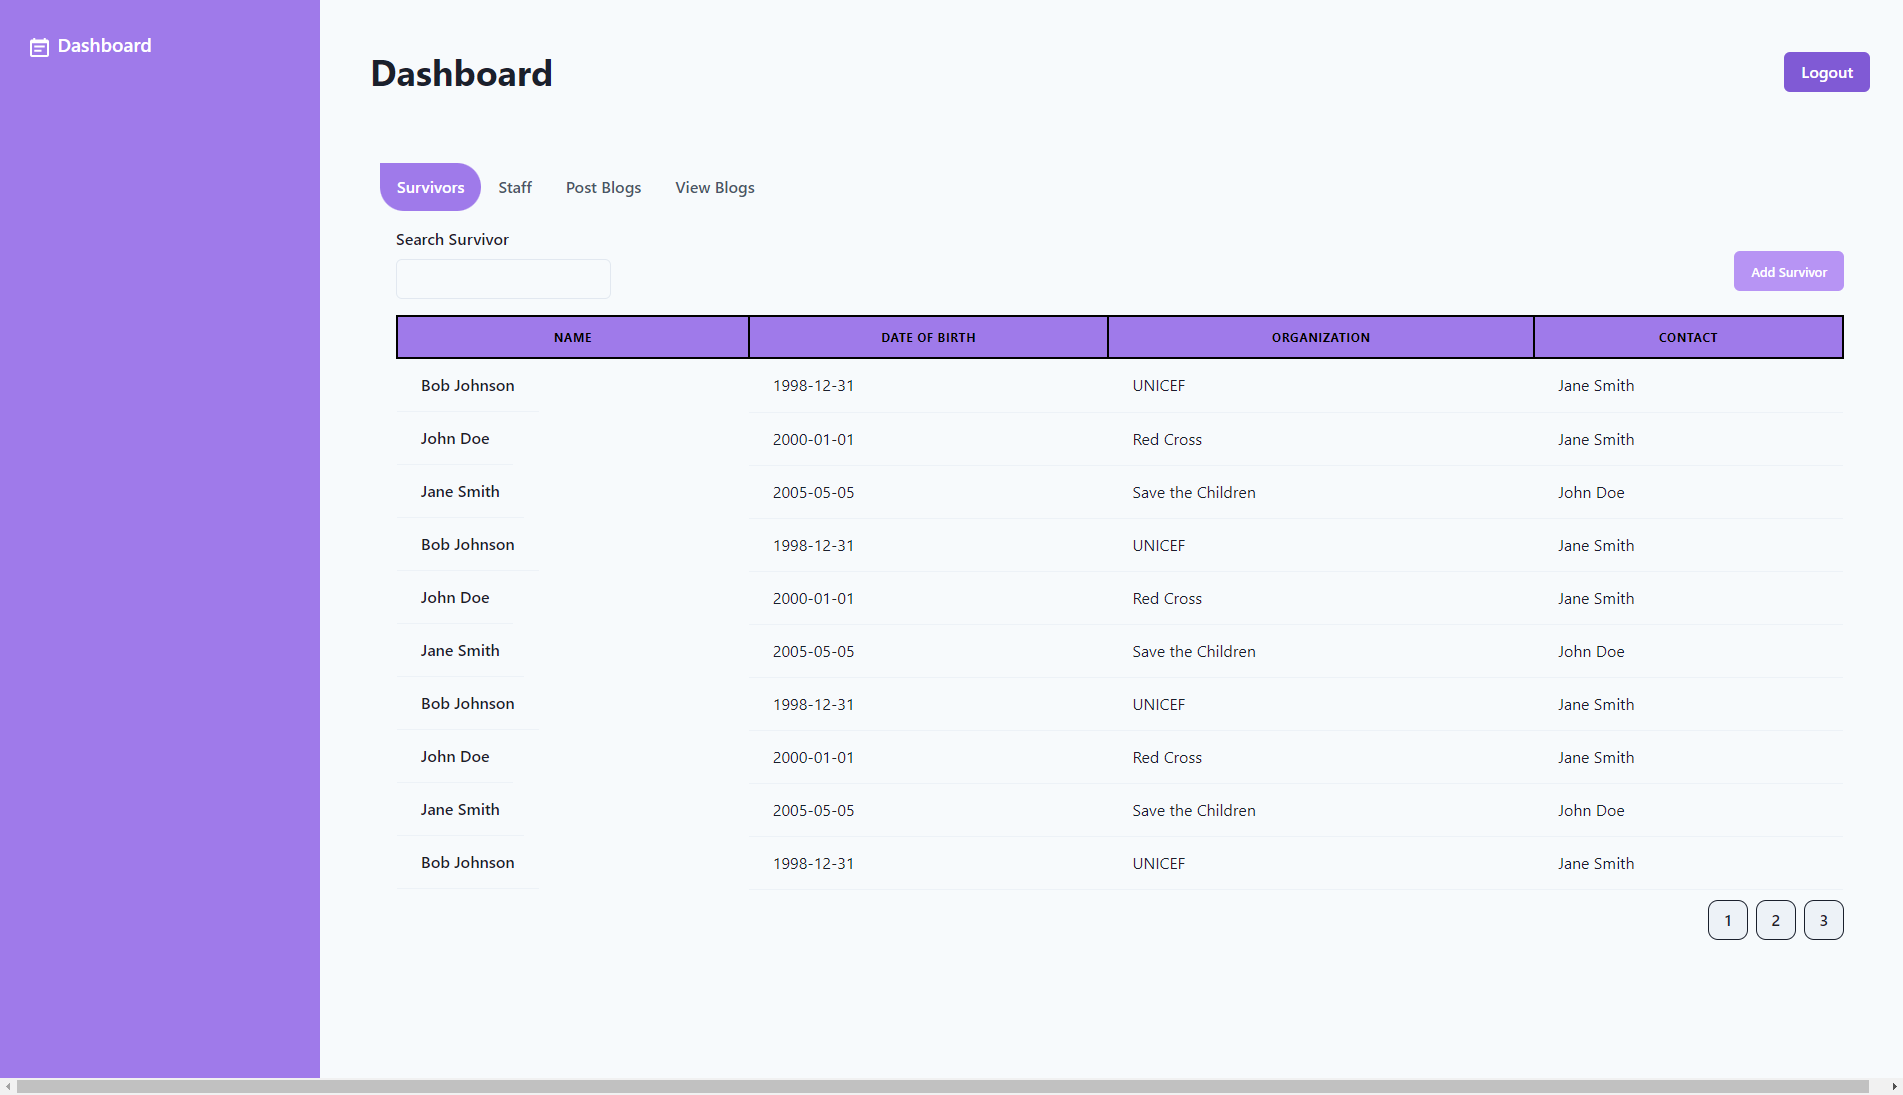 Dashboard
Dashboard
Logout
Survivors Staff Post Blogs View Blogs
Search Survivor
Add Survivor
NAME DATE OF BIRTH ORGANIZATION CONTACT
Bob Johnson 1998-12-31 UNICEF Jane Smith
John Doe 2000-01-01 Red Cross Jane Smith
Jane Smith 2005-05-05 Save the Children John Doe
Bob Johnson 1998-12-31 UNICEF Jane Smith
John Doe 2000-01-01 Red Cross Jane Smith
Jane Smith 2005-05-05 Save the Children John Doe
Bob Johnson 1998-12-31 UNICEF Jane Smith
John Doe 2000-01-01 Red Cross Jane Smith
Jane Smith 2005-05-05 Save the Children John Doe
Bob Johnson 1998-12-31 UNICEF Jane Smith
1 2 3